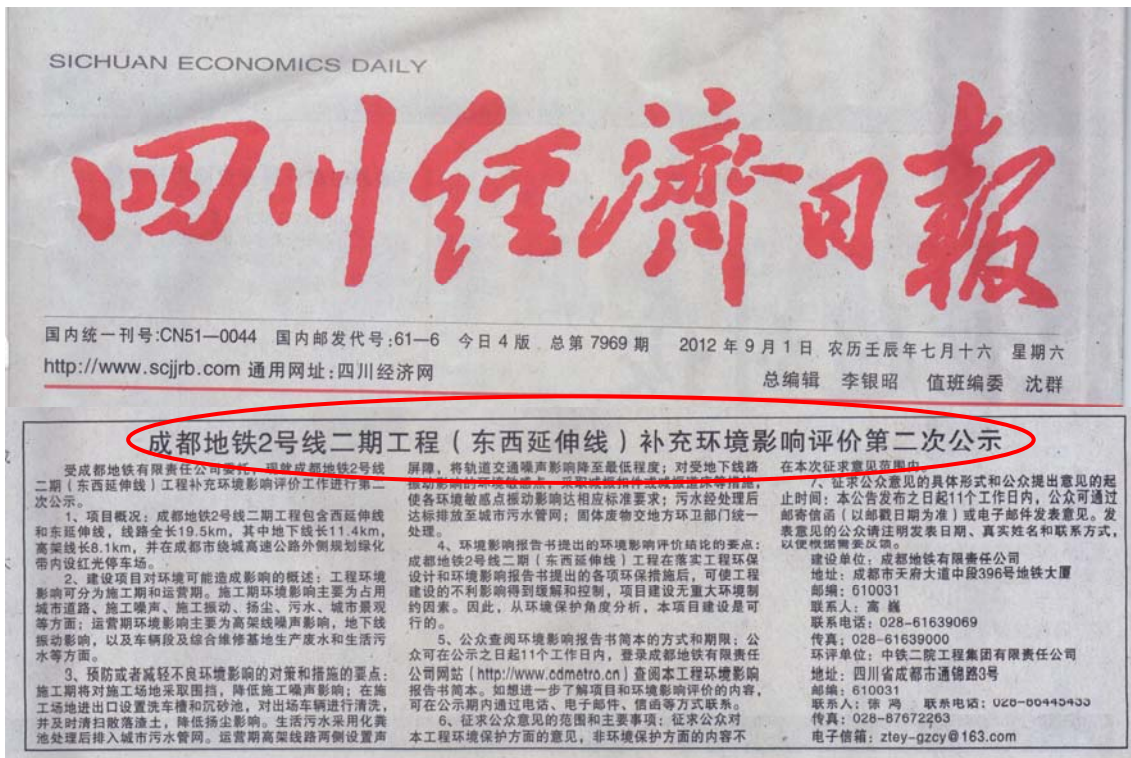 SICHUAN ECONOMICS DAILY
四川经济日报
国内统一刊号:CN51—0044 国内邮发代号:61—6 今日4版 总第7969期 2012年9月1日 农历壬辰年七月十六 星期六
http://www.scjjrb.com 通用网址:四川经济网 总编辑 李银昭 值班编委 沈群
成都地铁2号线二期工程(东西延伸线)补充环境影响评价第二次公示
受成都地铁有限责任公司委托,现就成都地铁2号线
二期(东西延伸线)工程补充环境影响评价工作进行第二
次公示。
1、项目概况:成都地铁2号线二期工程包含西延伸线
和东延伸线,线路全长19.5km,其中地下线长11.4km,
高架线长8.1km,并在成都市绕城高速公路外侧规划绿化
带内设红光停车场。
2、建设项目对环境可能造成影响的概述:工程环境
影响可分为施工期和运营期。施工期环境影响主要为占用
城市道路、施工噪声、施工振动、扬尘、污水、城市景观
等方面;运营期环境影响主要为高架线噪声影响,地下线
振动影响,以及车辆段及综合维修基地生产废水和生活污
水等方面。
3、预防或者减轻不良环境影响的对策和措施的要点:
施工期将对施工场地采取围挡,降低施工噪声影响;在施
工场地进出口设置洗车槽和沉砂池,对出场车辆进行清洗,
并及时清扫散落渣土,降低扬尘影响。生活污水采用化粪
池处理后排入城市污水管网。运营期高架线路两侧设置声
屏障,将轨道交通噪声影响降至最低程度;对受地下线路
振动影响的环境敏感点,采取减振扣件或减振道床等措施,
使各环境敏感点振动影响达相应标准要求;污水经处理后
达标排放至城市污水管网;固体废物交地方环卫部门统一
处理。
4、环境影响报告书提出的环境影响评价结论的要点:
成都地铁2号线二期(东西延伸线)工程在落实工程环保
设计和环境影响报告书提出的各项环保措施后,可使工程
建设的不利影响得到缓解和控制,项目建设无重大环境制
约因素。因此,从环境保护角度分析,本项目建设是可
行的。
5、公众查阅环境影响报告书简本的方式和期限:公
众可在公示之日起11个工作日内,登录成都地铁有限责任
公司网站(http://www.cdmetro.cn)查阅本工程环境影响
报告书简本。如想进一步了解项目和环境影响评价的内容,
可在公示期内通过电话、电子邮件、信函等方式联系。
6、征求公众意见的范围和主要事项:征求公众对
本工程环境保护方面的意见,非环境保护方面的内容不
在本次征求意见范围内。
7、征求公众意见的具体形式和公众提出意见的起
止时间:本公告发布之日起11个工作日内,公众可通过
邮寄信函(以邮戳日期为准)或电子邮件发表意见。发
表意见的公众请注明发表日期、真实姓名和联系方式,
以便根据需要反馈。
建设单位:成都地铁有限责任公司
地址:成都市天府大道中段396号地铁大厦
邮编:610031
联系人:高 巍
联系电话:028-61639069
传真:028-61639000
环评单位:中铁二院工程集团有限责任公司
地址:四川省成都市通锦路3号
邮编:610031
联系人:徐 鸿 联系电话:028-86445433
传真:028-87672263
电子信箱:ztey-gzcy@163.com